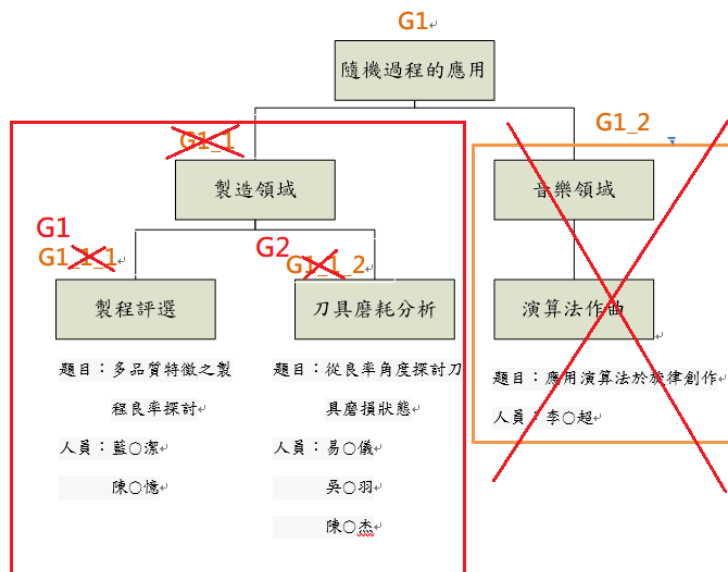 G1
隨機過程的應用
G1_1
G1_2
製造領域
音樂領域
G1
G1_1_1
G2
G1_1_2
製程評選
刀具磨耗分析
演算法作曲
題目：多品質特徵之製
程良率探討
人員：藍○潔
陳○憶
題目：從良率角度探討刀
具磨損狀態
人員：易○儀
吳○羽
陳○杰
題目：應用演算法於旋律創作
人員：李○超